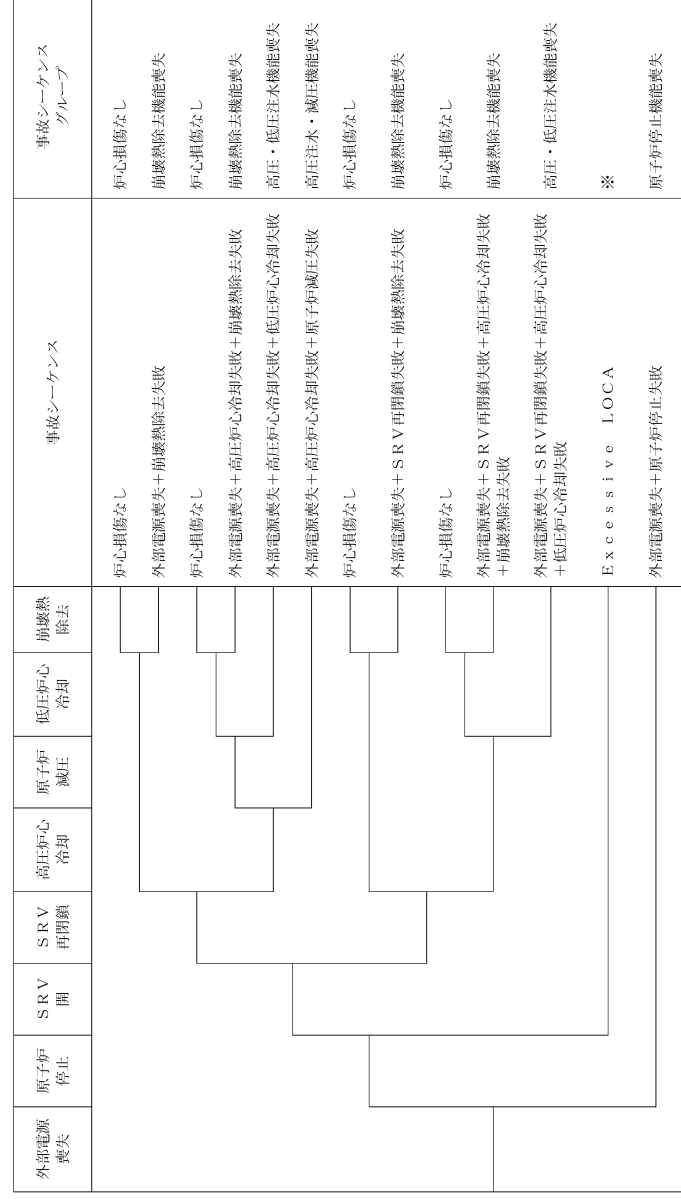 外部電源
喪失
原子炉
停止
ＳＲＶ
開
ＳＲＶ
再閉鎖
高圧炉心
冷却
原子炉
減圧
低圧炉心
冷却
崩壊熱
除去
事故シーケンス
事故シーケンス
グループ
炉心損傷なし
炉心損傷なし
外部電源喪失＋崩壊熱除去失敗
崩壊熱除去機能喪失
炉心損傷なし
炉心損傷なし
外部電源喪失＋高圧炉心冷却失敗＋崩壊熱除去失敗
崩壊熱除去機能喪失
外部電源喪失＋高圧炉心冷却失敗＋低圧炉心冷却失敗
高圧・低圧注水機能喪失
外部電源喪失＋高圧炉心冷却失敗＋原子炉減圧失敗
高圧注水・減圧機能喪失
炉心損傷なし
炉心損傷なし
外部電源喪失＋ＳＲＶ再閉鎖失敗＋崩壊熱除去失敗
崩壊熱除去機能喪失
炉心損傷なし
炉心損傷なし
外部電源喪失＋ＳＲＶ再閉鎖失敗＋高圧炉心冷却失敗
＋崩壊熱除去失敗
崩壊熱除去機能喪失
外部電源喪失＋ＳＲＶ再閉鎖失敗＋高圧炉心冷却失敗
＋低圧炉心冷却失敗
高圧・低圧注水機能喪失
Ｅｘｃｅｓｓｉｖｅ　ＬＯＣＡ
※
外部電源喪失＋原子炉停止失敗
原子炉停止機能喪失